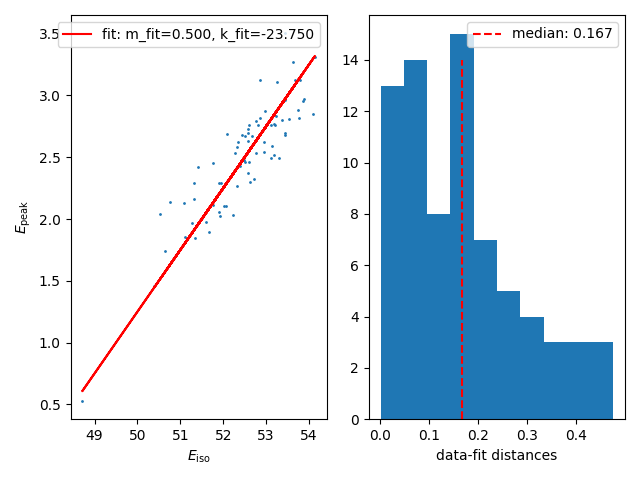 fit: m_fit=0.500, k_fit=-23.750
3.5
3.0
2.5
2.0
1.5
1.0
0.5
E_peak
49 50 51 52 53 54
E_iso
median: 0.167
14
12
10
8
6
4
2
0
0.0 0.1 0.2 0.3 0.4
data-fit distances